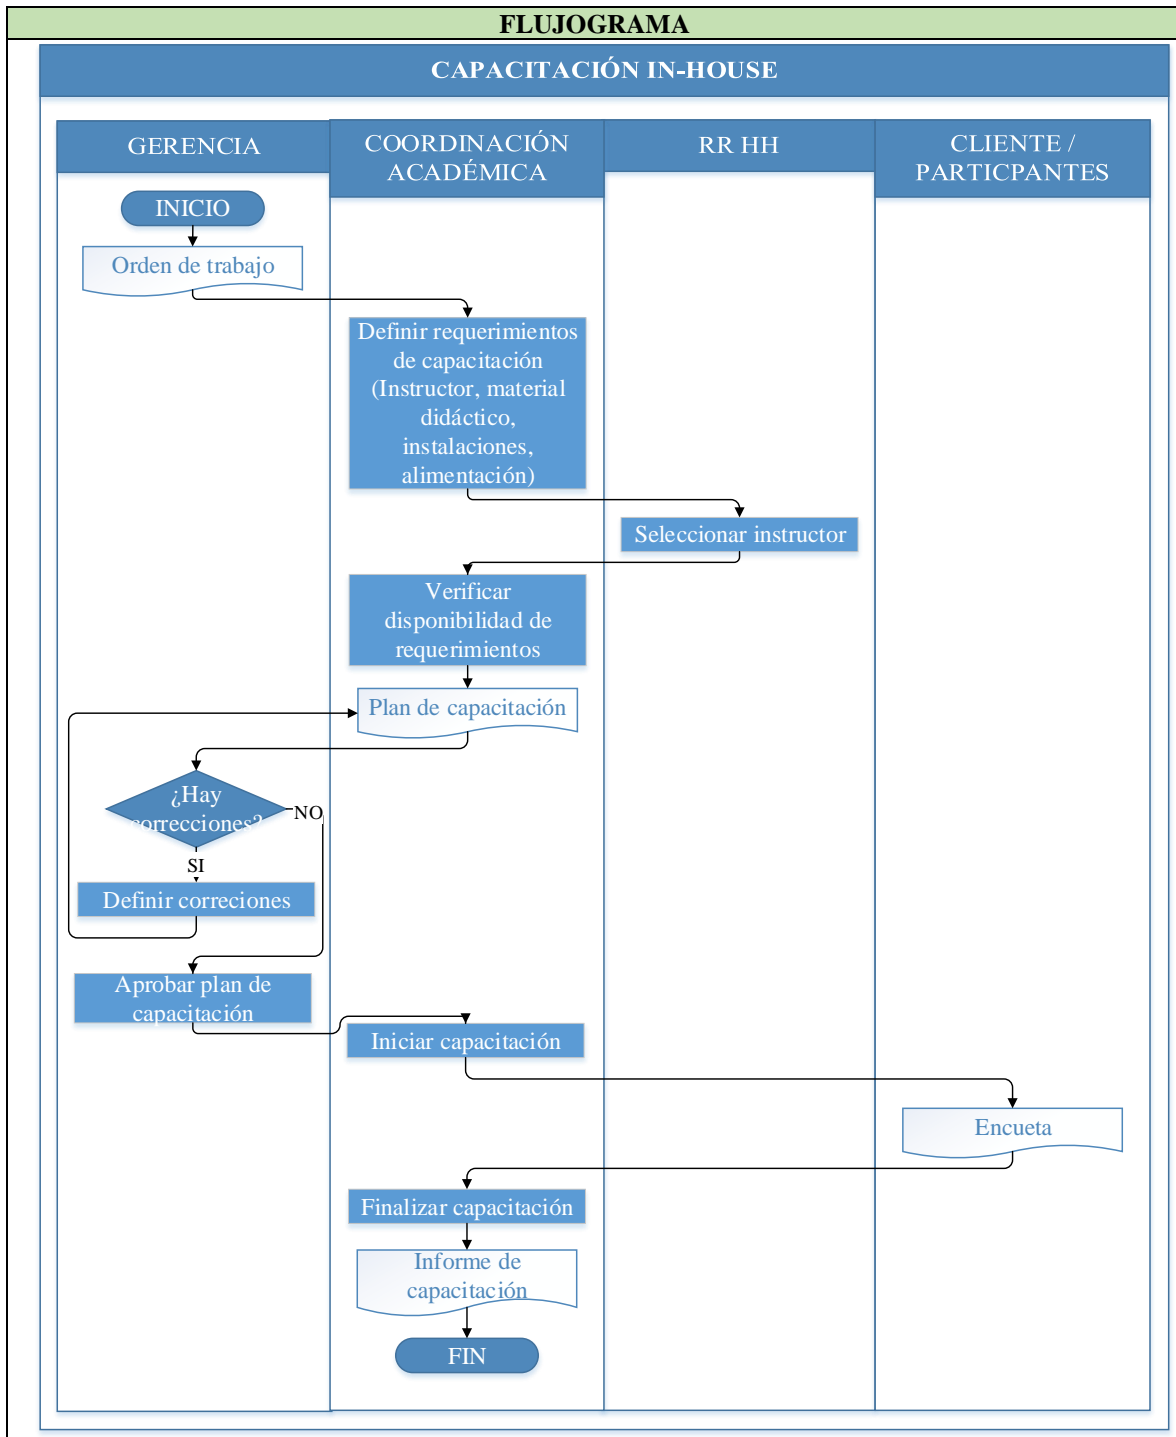 FLUJOGRAMA
CAPACITACIÓN IN-HOUSE
GERENCIA
COORDINACIÓN
ACADÉMICA
RR HH
CLIENTE /
PARTICPANTES
INICIO
Orden de trabajo
Definir requerimientos
de capacitación
(Instructor, material
didáctico,
instalaciones,
alimentación)
Seleccionar instructor
Verificar
disponibilidad de
requerimientos
Plan de capacitación
¿Hay
correcciones?
NO
SI
Definir correciones
Aprobar plan de
capacitación
Iniciar capacitación
Encueta
Finalizar capacitación
Informe de
capacitación
FIN